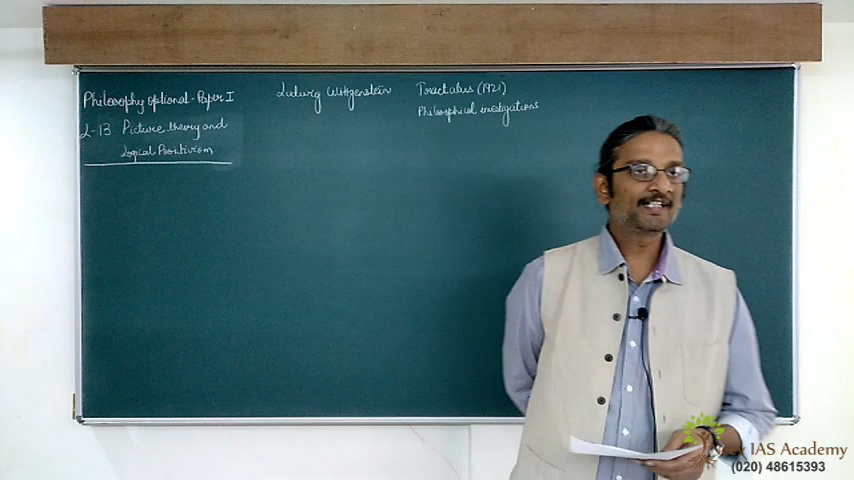 Philosophy optional - Paper I
L-13 Picture theory and
Logical Positivism
Ludwig Wittgenstein
Tractatus (1921)
Philosophical investigations
IAS Academy
(020) 48615393